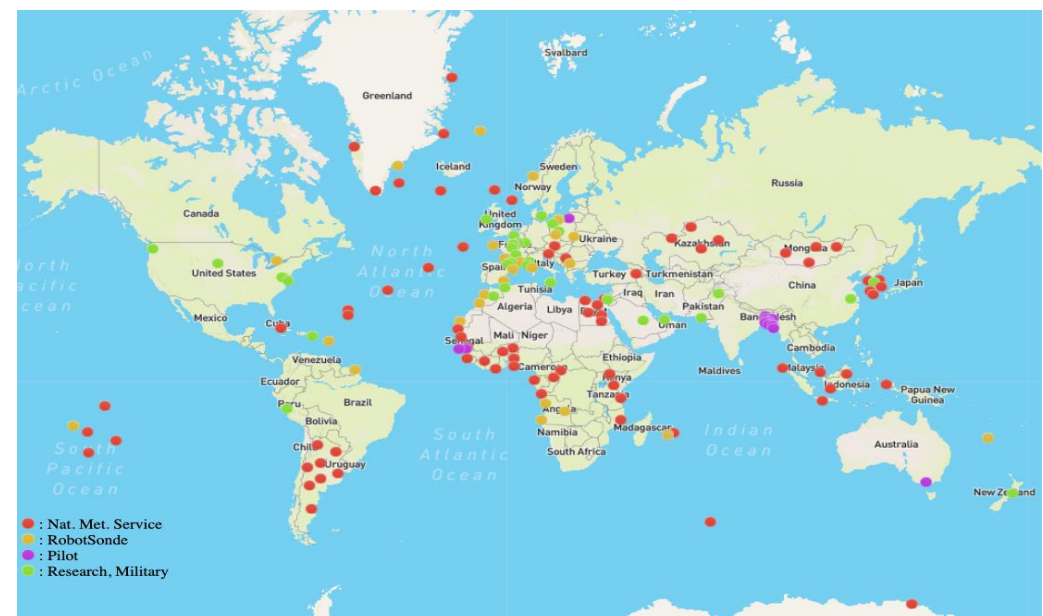 Svalbard
Arctic Ocean
Greenland
Iceland
Sweden
Norway
Russia
Canada
United
Kingdom
Ukraine
Kazakhstan
Mongolia
North
Atlantic
Ocean
Spain
Italy
United States
Turkey
Turkmenistan
China
Japan
North
Pacific
Ocean
Tunisia
Iraq
Iran
Algeria
Libya
Egypt
Pakistan
Mexico
Cuba
Oman
Bangladesh
Senegal
Mali
Niger
Cambodia
Venezuela
Ethiopia
Cameroon
Maldives
Malaysia
Ecuador
Kenya
Indonesia
Papua New
Guinea
Peru
Brazil
Tanzania
Angola
Bolivia
Namibia
Madagascar
Indian
Ocean
South
Pacific
Ocean
Chile
Uruguay
South
Atlantic
Ocean
South Africa
Australia
New Zealand
: Nat. Met. Service
: RobotSonde
: Pilot
: Research, Military